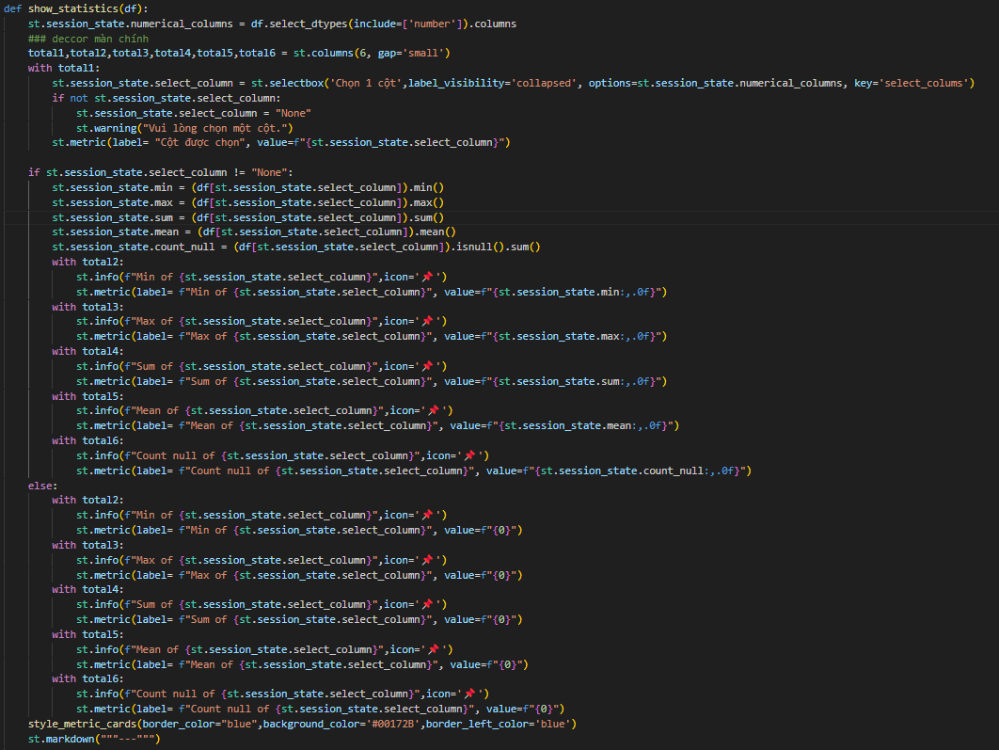 def show_statistics(df):
    st.session_state.numerical_columns = df.select_dtypes(include=['number']).columns
    ### deccor màn chính
    total1,total2,total3,total4,total5,total6 = st.columns(6, gap='small')
    with total1:
        st.session_state.select_column = st.selectbox('Chọn 1 cột',label_visibility='collapsed', options=st.session_state.numerical_columns, key='select_colums')
        if not st.session_state.select_column:
            st.session_state.select_column = "None"
            st.warning("Vui lòng chọn một cột.")
        st.metric(label= "Cột được chọn", value=f"{st.session_state.select_column}")

    if st.session_state.select_column != "None":
        st.session_state.min = (df[st.session_state.select_column]).min()
        st.session_state.max = (df[st.session_state.select_column]).max()
        st.session_state.sum = (df[st.session_state.select_column]).sum()
        st.session_state.mean = (df[st.session_state.select_column]).mean()
        st.session_state.count_null = (df[st.session_state.select_column]).isnull().sum()
        with total2:
            st.info(f"Min of {st.session_state.select_column}",icon='📌')
            st.metric(label= f"Min of {st.session_state.select_column}", value=f"{st.session_state.min:,.0f}")
        with total3:
            st.info(f"Max of {st.session_state.select_column}",icon='📌')
            st.metric(label= f"Max of {st.session_state.select_column}", value=f"{st.session_state.max:,.0f}")
        with total4:
            st.info(f"Sum of {st.session_state.select_column}",icon='📌')
            st.metric(label= f"Sum of {st.session_state.select_column}", value=f"{st.session_state.sum:,.0f}")
        with total5:
            st.info(f"Mean of {st.session_state.select_column}",icon='📌')
            st.metric(label= f"Mean of {st.session_state.select_column}", value=f"{st.session_state.mean:,.0f}")
        with total6:
            st.info(f"Count null of {st.session_state.select_column}",icon='📌')
            st.metric(label= f"Count null of {st.session_state.select_column}", value=f"{st.session_state.count_null:,.0f}")
    else:
        with total2:
            st.info(f"Min of {st.session_state.select_column}",icon='📌')
            st.metric(label= f"Min of {st.session_state.select_column}", value=f"{0}")
        with total3:
            st.info(f"Max of {st.session_state.select_column}",icon='📌')
            st.metric(label= f"Max of {st.session_state.select_column}", value=f"{0}")
        with total4:
            st.info(f"Sum of {st.session_state.select_column}",icon='📌')
            st.metric(label= f"Sum of {st.session_state.select_column}", value=f"{0}")
        with total5:
            st.info(f"Mean of {st.session_state.select_column}",icon='📌')
            st.metric(label= f"Mean of {st.session_state.select_column}", value=f"{0}")
        with total6:
            st.info(f"Count null of {st.session_state.select_column}",icon='📌')
            st.metric(label= f"Count null of {st.session_state.select_column}", value=f"{0}")
    style_metric_cards(border_color="blue",background_color='#00172B',border_left_color='blue')
    st.markdown("""---""")